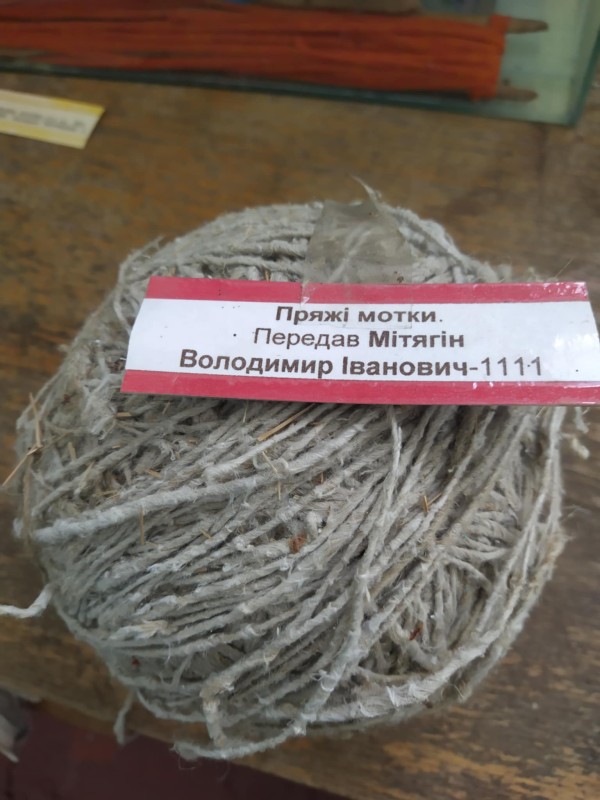 Пряжі мотки.
Передав Мітягін
Володимир Іванович-1111